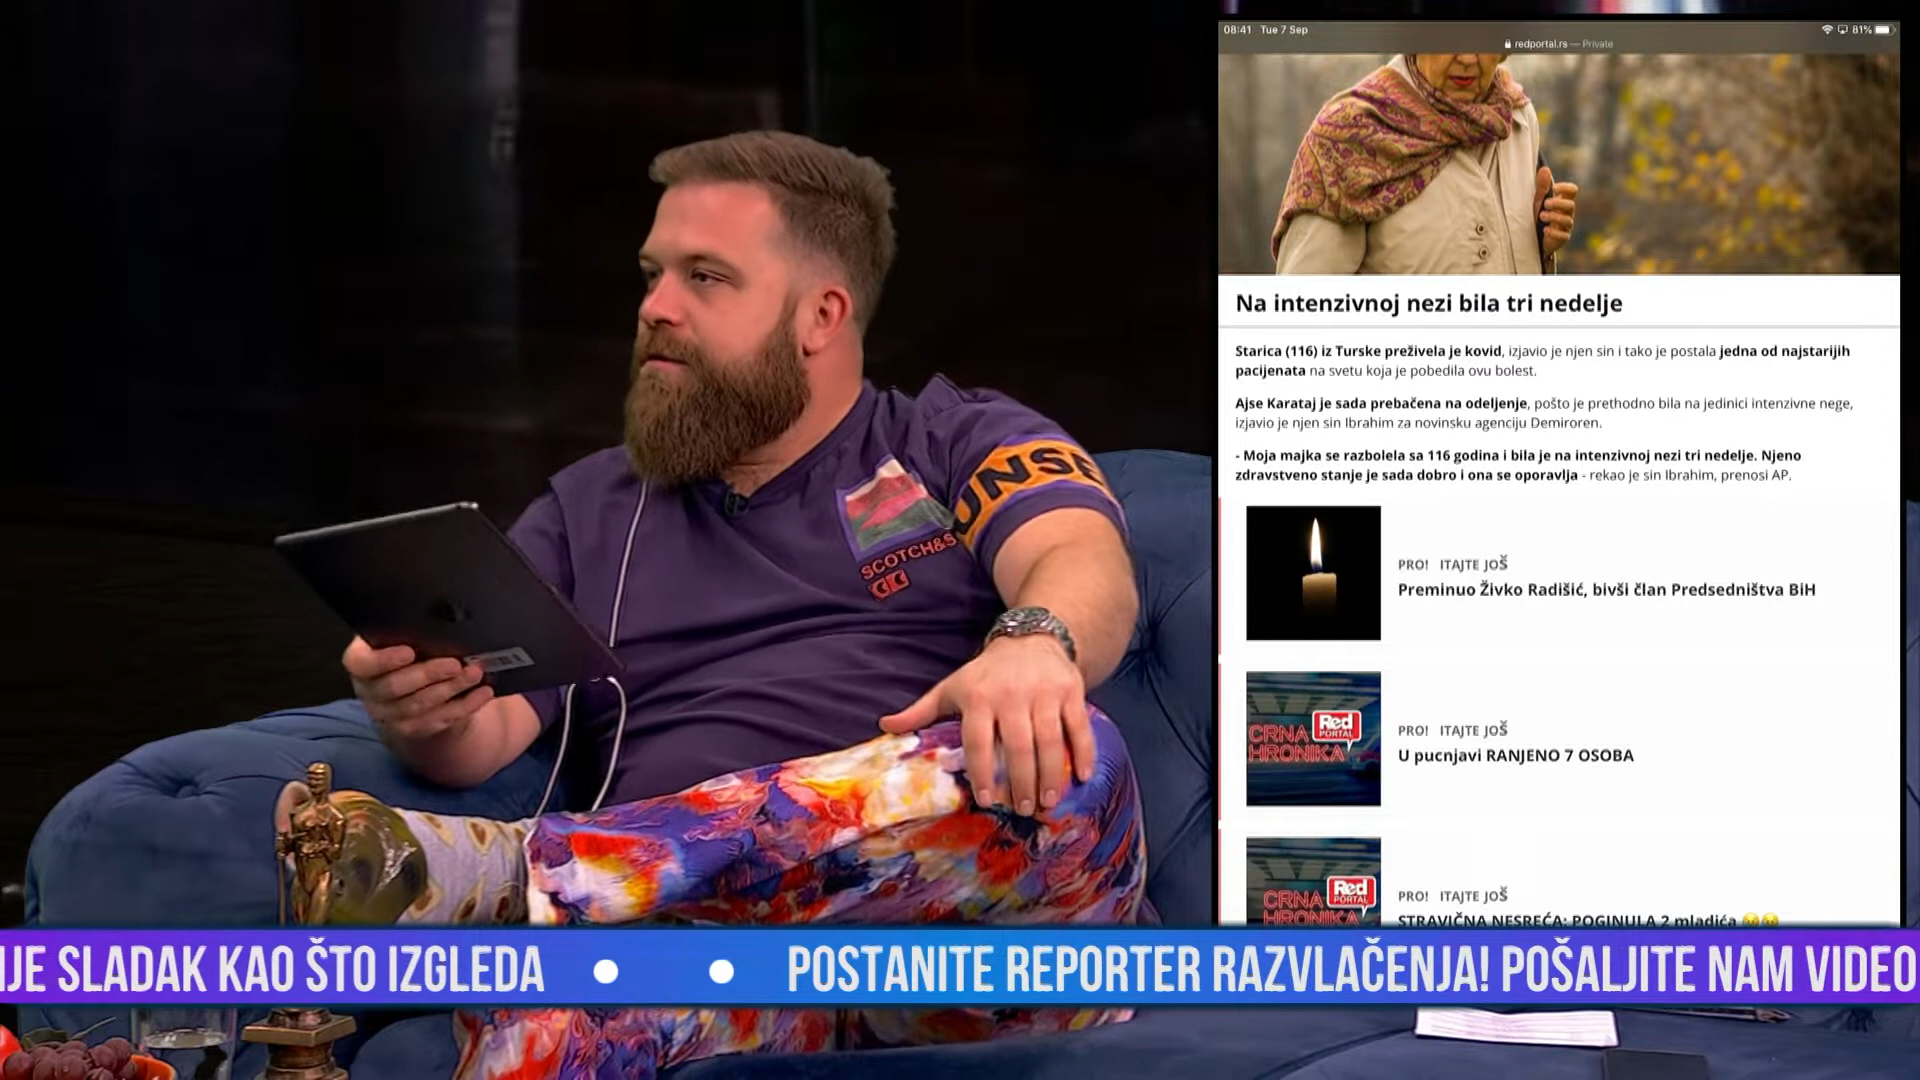 08:41 Tue 7 Sep
81%
redportal.rs — Private
Na intenzivnoj nezi bila tri nedelje
Starica (116) iz Turske preživela je kovid, izjavio je njen sin i tako je postala jedna od najstarijih
pacijenata na svetu koja je pobedila ovu bolest.
Ajse Karataj je sada prebačena na odeljenje, pošto je prethodno bila na jedinici intenzivne nege,
izjavio je njen sin Ibrahim za novinsku agenciju Demiroren.
- Moja majka se razbolela sa 116 godina i bila je na intenzivnoj nezi tri nedelje. Njeno
zdravstveno stanje je sada dobro i ona se oporavlja - rekao je sin Ibrahim, prenosi AP.
PRO! ITAJTE JOŠ
Preminuo Živko Radišić, bivši član Predsedništva BiH
CRNA
HRONIKA
Red
PORTAL
PRO! ITAJTE JOŠ
U pucnjavi RANJENO 7 OSOBA
CRNA
HRONIKA
Red
PORTAL
PRO! ITAJTE JOŠ
STRAVIČNA NESREĆA: POGINULA 2 mladića
UNSE
SCOTCH&S
IJE SLADAK KAO ŠTO IZGLEDA
POSTANITE REPORTER RAZVLAČENJA! POŠALJITE NAM VIDEO